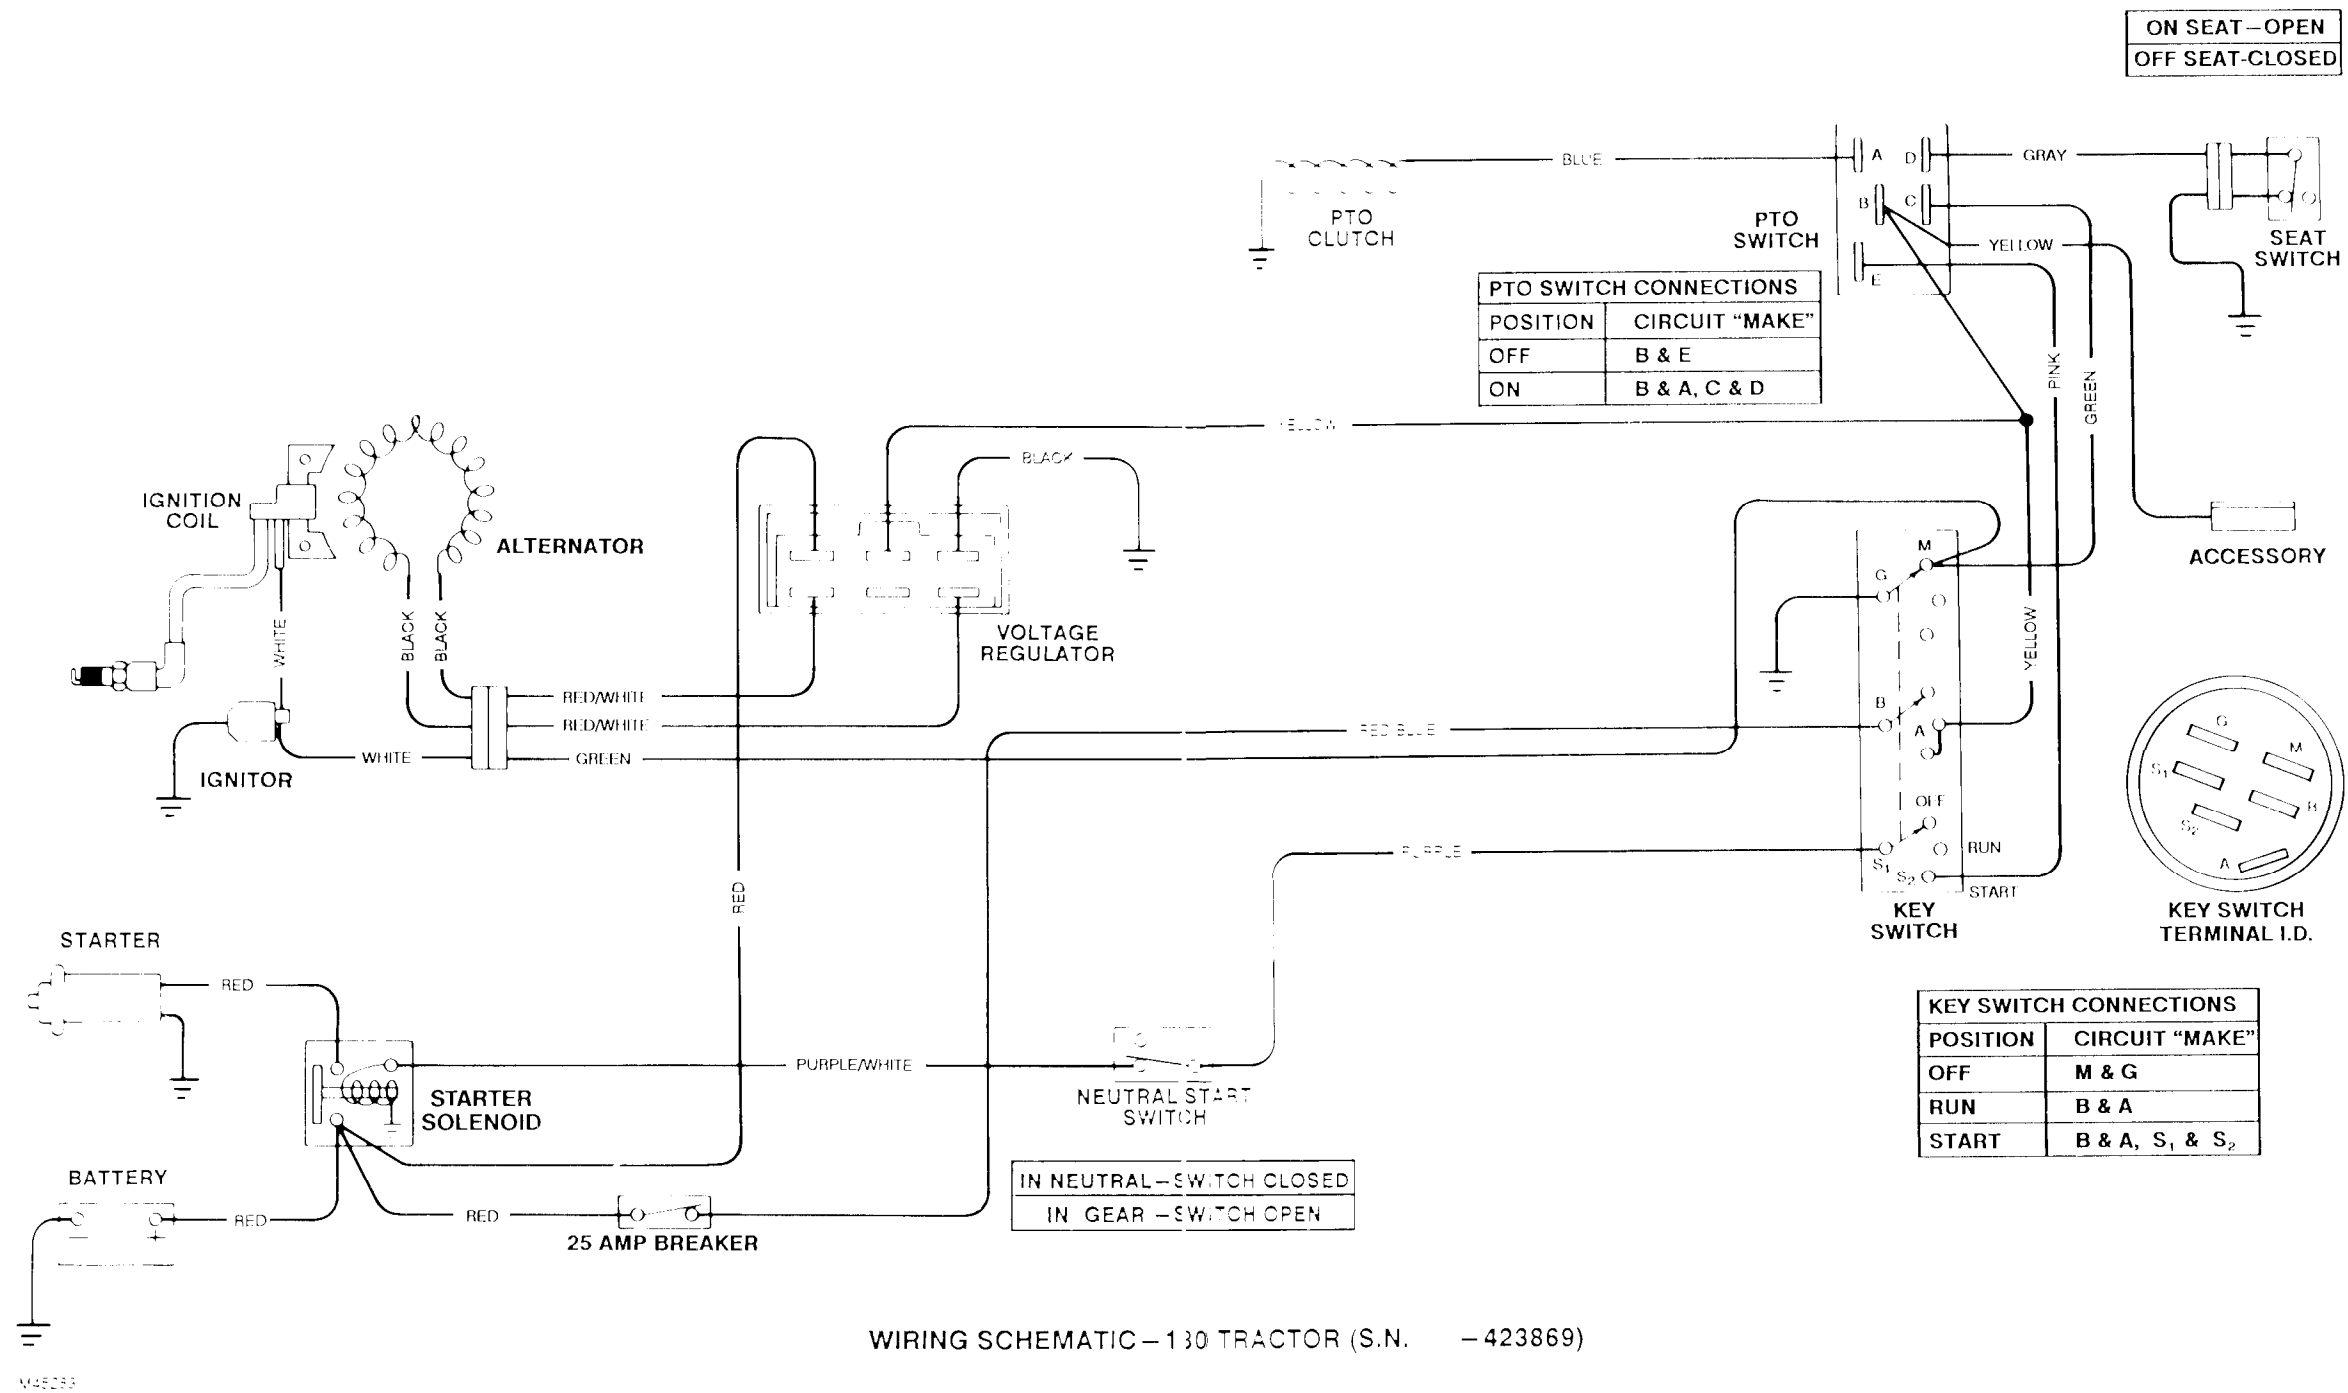 ON SEAT—OPEN
OFF SEAT-CLOSED
BLUE
A
D
GRAY
B
C
PTO
CLUTCH
PTO
SWITCH
YELLOW
SEAT
SWITCH
E
PTO SWITCH CONNECTIONS
POSITION CIRCUIT “MAKE”
OFF B & E
ON B & A, C & D
PINK
GREEN
YELLOW
BLACK
IGNITION
COIL
ALTERNATOR
ACCESSORY
M
G
WHITE
BLACK
BLACK
VOLTAGE
REGULATOR
YELLOW
RED/WHITE
RED/WHITE
WHITE
GREEN
IGNITOR
RED BLUE
B
A
OFF
G
M
S1
B
S2
A
PURPLE
S1
RUN
S2
START
RED
KEY
SWITCH
KEY SWITCH
TERMINAL I.D.
STARTER
RED
KEY SWITCH CONNECTIONS
POSITION CIRCUIT “MAKE”
OFF M & G
RUN B & A
START B & A, S1 & S2
PURPLE/WHITE
STARTER
SOLENOID
NEUTRAL START
SWITCH
BATTERY
IN NEUTRAL—SWITCH CLOSED
IN GEAR —SWITCH OPEN
RED
RED
— +
25 AMP BREAKER
WIRING SCHEMATIC—130 TRACTOR (S.N. —423869)